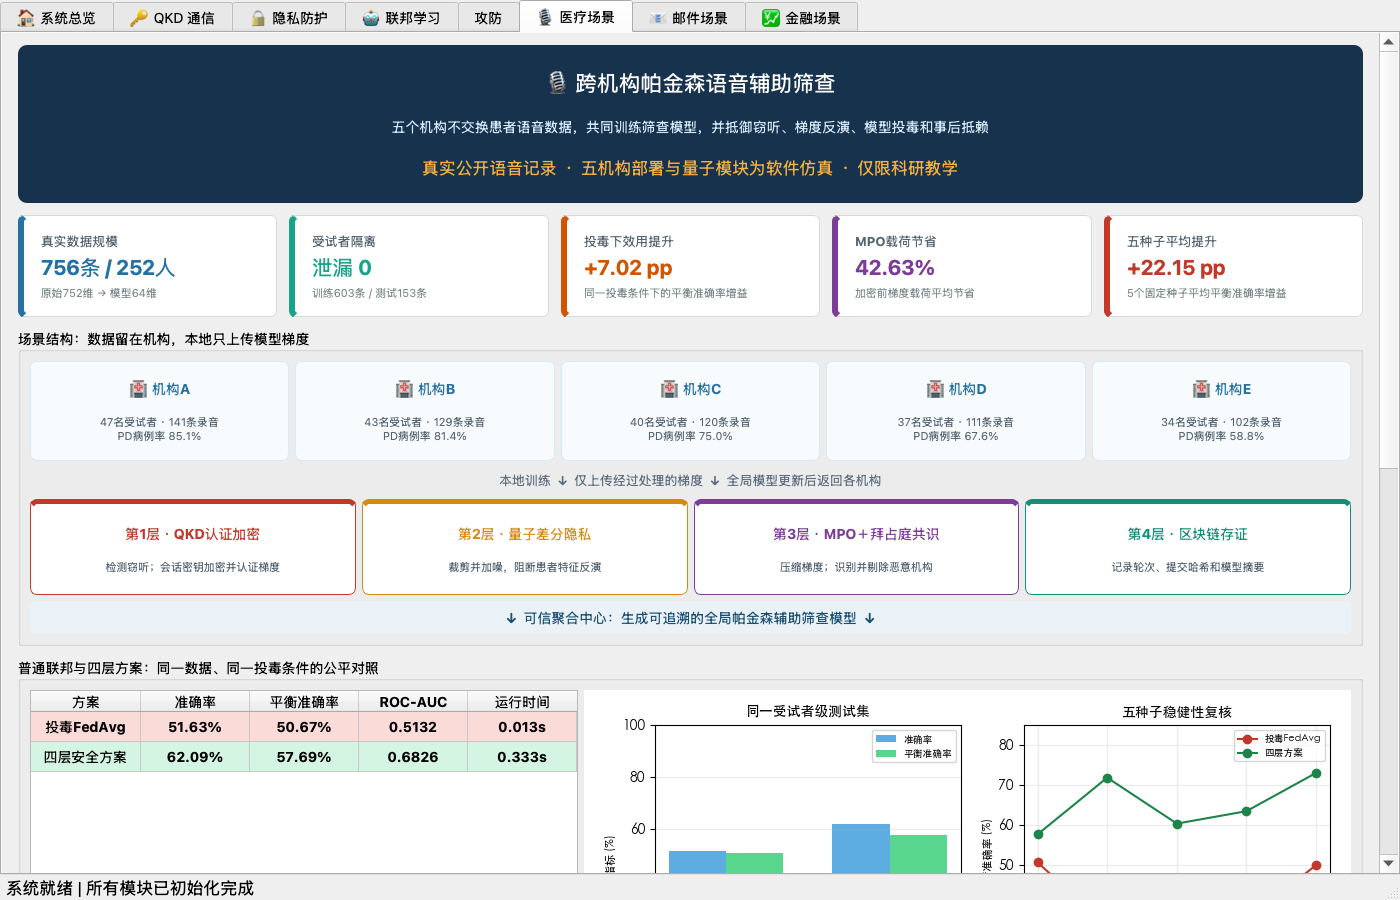 系统总览
QKD 通信
隐私防护
联邦学习
攻防
医疗场景
邮件场景
金融场景
跨机构帕金森语音辅助筛查
五个机构不交换患者语音数据，共同训练筛查模型，并抵御窃听、梯度反演、模型投毒和事后抵赖
真实公开语音记录 · 五机构部署与量子模块为软件仿真 · 仅限科研教学
真实数据规模
756条 / 252人
原始752维 → 模型64维
受试者隔离
泄漏 0
训练603条 / 测试153条
投毒下效用提升
+7.02 pp
同一投毒条件下的平衡准确率增益
MPO载荷节省
42.63%
加密前梯度载荷平均节省
五种子平均提升
+22.15 pp
5个固定种子平均平衡准确率增益
场景结构：数据留在机构，本地只上传模型梯度
机构A
47名受试者 · 141条录音
PD病例率 85.1%
机构B
43名受试者 · 129条录音
PD病例率 81.4%
机构C
40名受试者 · 120条录音
PD病例率 75.0%
机构D
37名受试者 · 111条录音
PD病例率 67.6%
机构E
34名受试者 · 102条录音
PD病例率 58.8%
本地训练 ↓ 仅上传经过处理的梯度 ↓ 全局模型更新后返回各机构
第1层 · QKD认证加密
检测窃听；会话密钥加密并认证梯度
第2层 · 量子差分隐私
裁剪并加噪，阻断患者特征反演
第3层 · MPO＋拜占庭共识
压缩梯度；识别并剔除恶意机构
第4层 · 区块链存证
记录轮次、提交哈希和模型摘要
↓ 可信聚合中心：生成可追溯的全局帕金森辅助筛查模型 ↓
普通联邦与四层方案：同一数据、同一投毒条件的公平对照
方案 准确率 平衡准确率 ROC-AUC 运行时间
投毒FedAvg 51.63% 50.67% 0.5132 0.013s
四层安全方案 62.09% 57.69% 0.6826 0.333s
同一受试者级测试集
100
80
60
指标 (%)
准确率
平衡准确率
五种子稳健性复核
80
70
60
50
准确率 (%)
投毒FedAvg
四层方案
系统就绪 | 所有模块已初始化完成